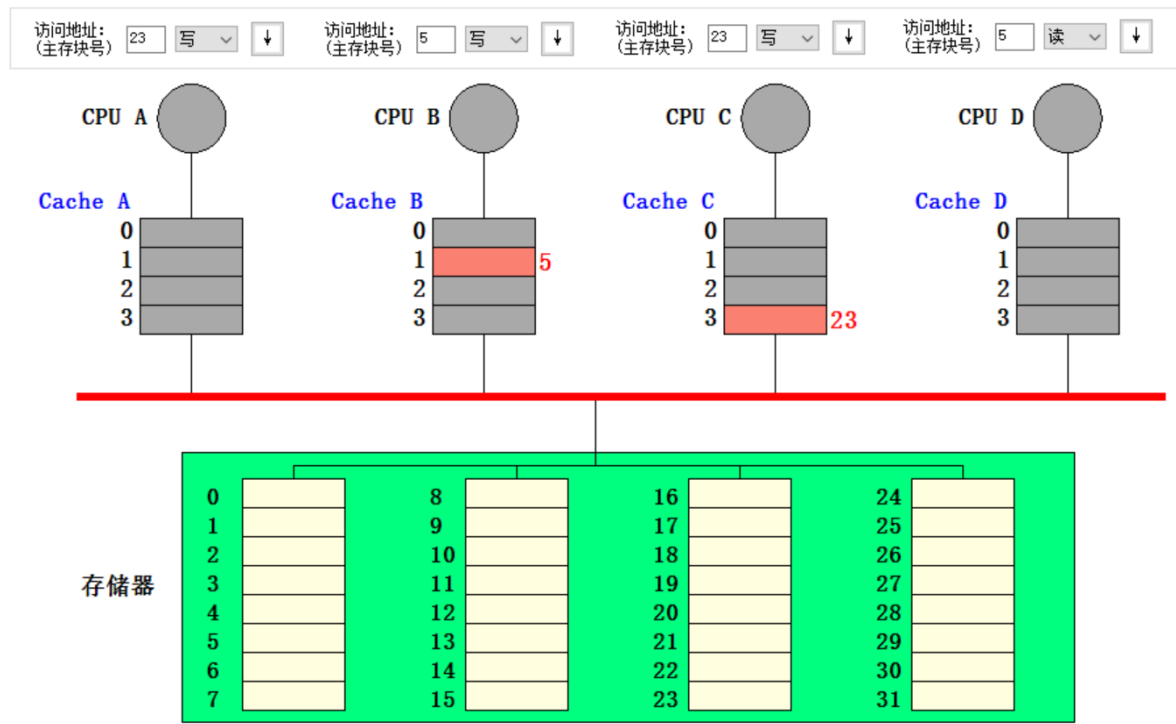 访问地址: 23 写 ↓ 访问地址: 5 写 ↓ 访问地址: 23 写 ↓ 访问地址: 5 读 ↓
(主存块号) (主存块号) (主存块号) (主存块号)
CPU A CPU B CPU C CPU D
Cache A Cache B Cache C Cache D
0 0 0 0
1 1 5 1 1
2 2 2 2
3 3 3 23 3
0 8 16 24
1 9 17 25
2 10 18 26
存储器 3 11 19 27
4 12 20 28
5 13 21 29
6 14 22 30
7 15 23 31